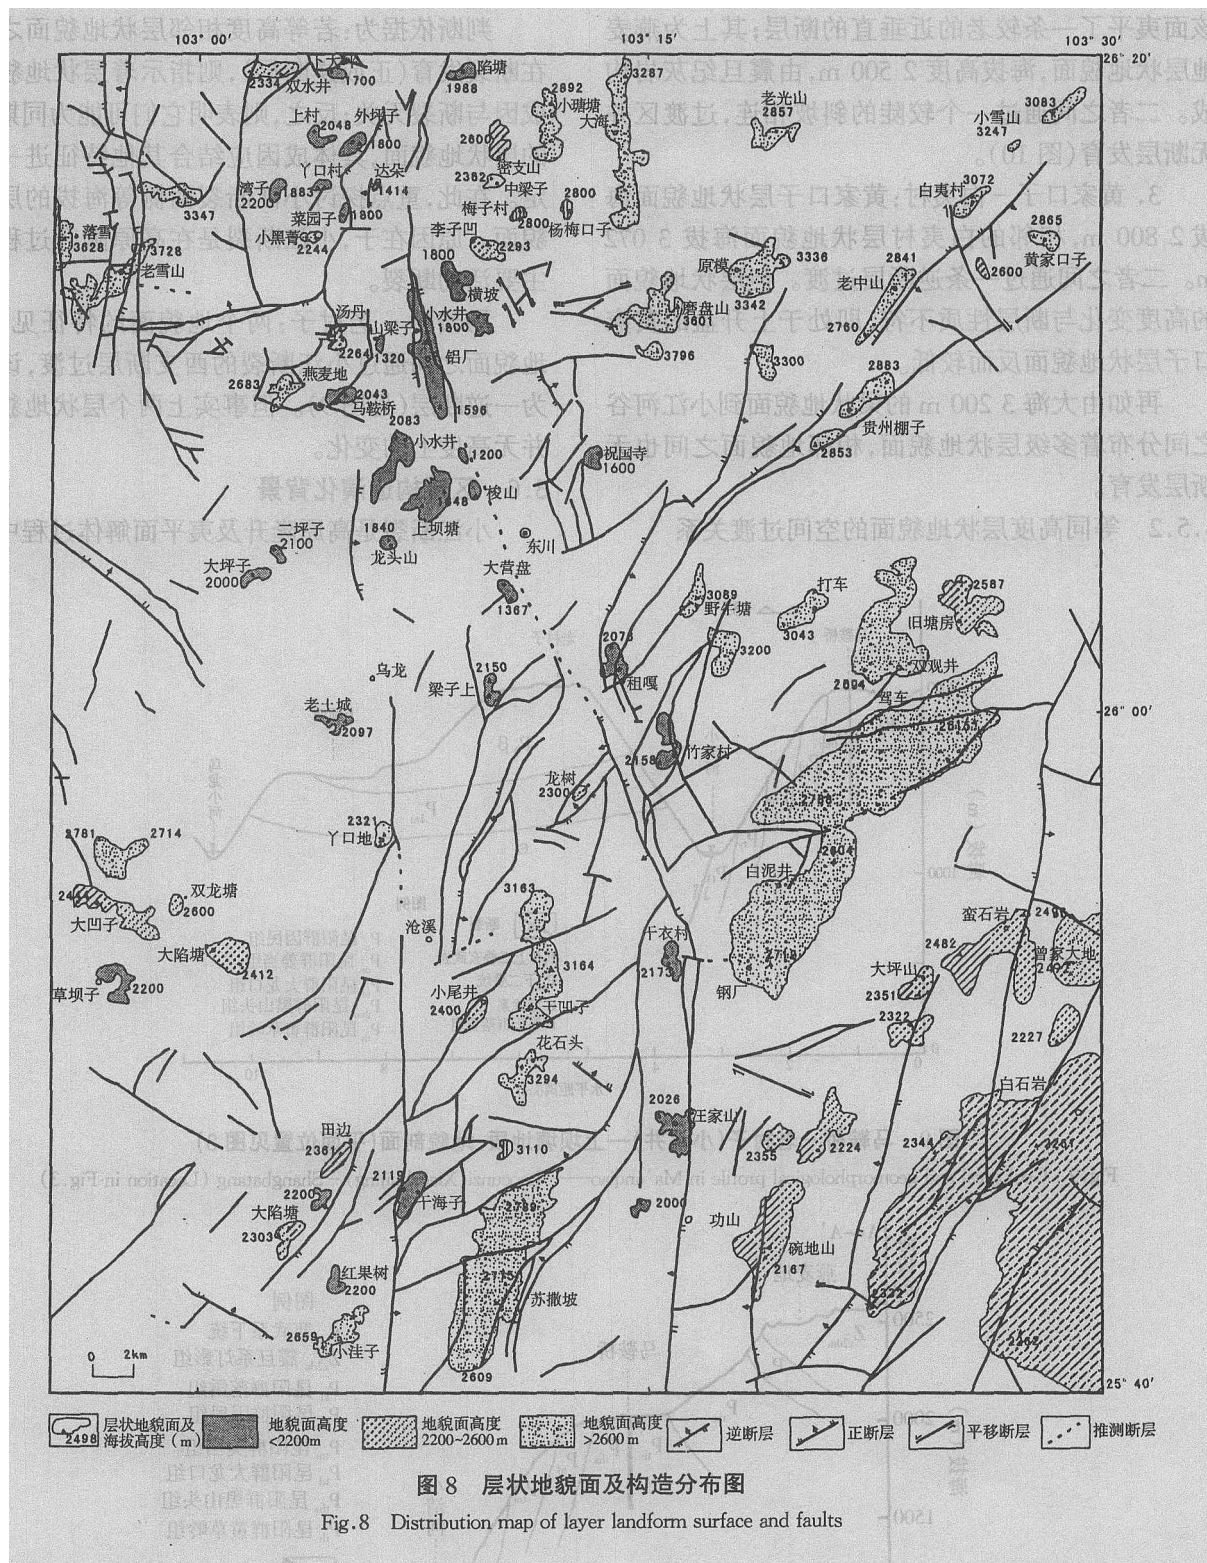 103° 00′
103° 15′
103° 30′
26° 20′
2334
双水井
1700
陷塘
1988
3287
2892
小璓塘
大海
老光山
2857
3083
小雪山
3247
上村
2048
外堉子
1800
2600
密支山
2382
中梁子
2800
丫口村
达朵
湾子
1883
1414
2200
菜园子
1800
梅子村
2800
杨梅口子
白夷村
3072
3347
落雪
3628
3728
老雪山
小黑箐
2244
李子凹
2293
2865
黄家口子
2600
1800
横坡
原模
3336
3342
老中山
2841
2760
汤丹
山梁子
小水井
1800
磨盘山
3601
2264
1320
铝厂
3796
3300
2683
燕麦地
2043
马鞍桥
1596
2883
贵州棚子
2853
2083
小水井
1200
祝国寺
1600
1848
梭山
上坝塘
东川
二坪子
2100
1840
龙头山
大坪子
2000
大营盘
1367
3089
野牛塘
打车
3043
2587
旧塘房
2073
3200
双观井
租嘎
2894
驾车
乌龙
2150
梁子上
老土城
2097
26° 00′
2158
竹家村
龙树
2300
2321
丫口地
2781
2714
白泥井
2604
双龙塘
2600
大凹子
3163
沧溪
大陷塘
2412
干衣村
2173
3164
蛮石岩
2482
曾家大地
草坝子
2200
小尾井
2400
干凹子
钢厂
大坪山
2351
2322
2227
花石头
3294
白石岩
2026
汪家山
2344
田边
2361
3110
2355
2224
2119
干海子
2200
大陷塘
2303
2000
功山
碗地山
2167
红果树
2200
2775
苏撒坡
2322
2659
小洼子
2609
2462
0 2km
25° 40′
2498
层状地貌面及
海拔高度（m）
地貌面高度
<2200m
地貌面高度
2200~2600m
地貌面高度
>2600m
逆断层
正断层
平移断层
推测断层
图8 层状地貌面及构造分布图
Fig.8 Distribution map of layer landform surface and faults